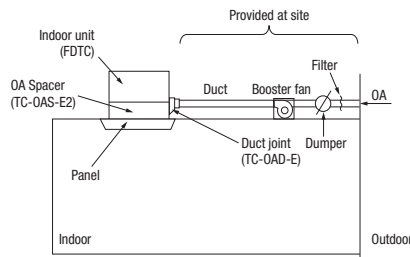 Provided at site
Indoor unit
(FDTC)
Filter
OA Spacer
(TC-OAS-E2)
Duct
Booster fan
OA
Duct joint
(TC-OAD-E)
Dumper
Panel
Indoor
Outdoor